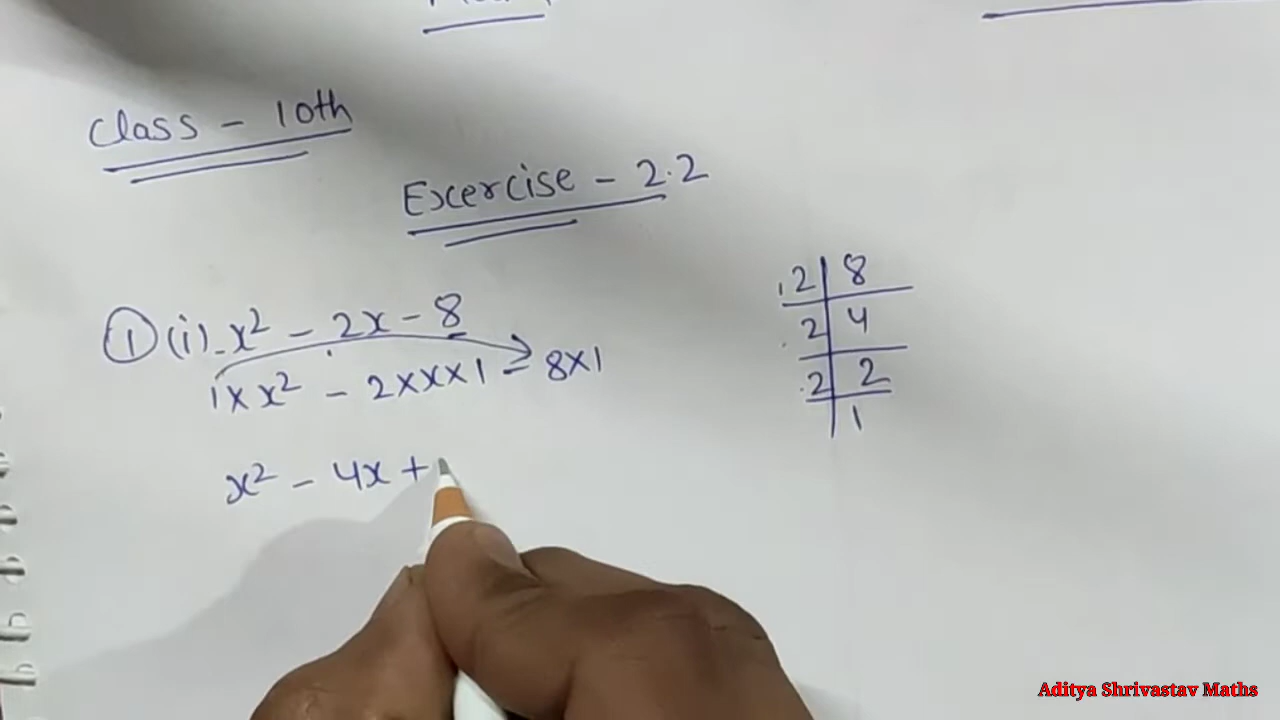 Class - 10th
Excercise - 2.2
① (i) x² - 2x - 8
1×x² - 2×x×1 - 8×1
x² - 4x +
2 | 8
2 | 4
2 | 2
1
Aditya Shrivastav Maths